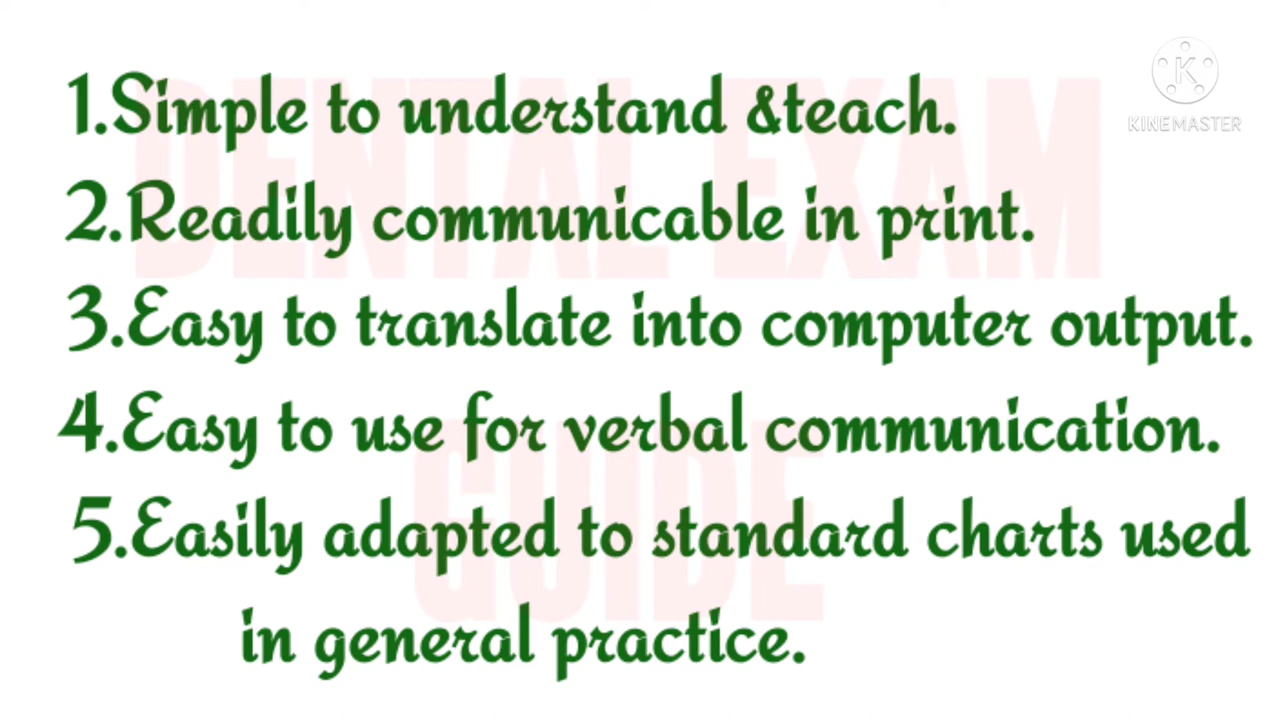 DENTAL EXAM
GUIDE
K
KINEMASTER
1.Simple to understand &teach.
2.Readily communicable in print.
3.Easy to translate into computer output.
4.Easy to use for verbal communication.
5.Easily adapted to standard charts used
in general practice.